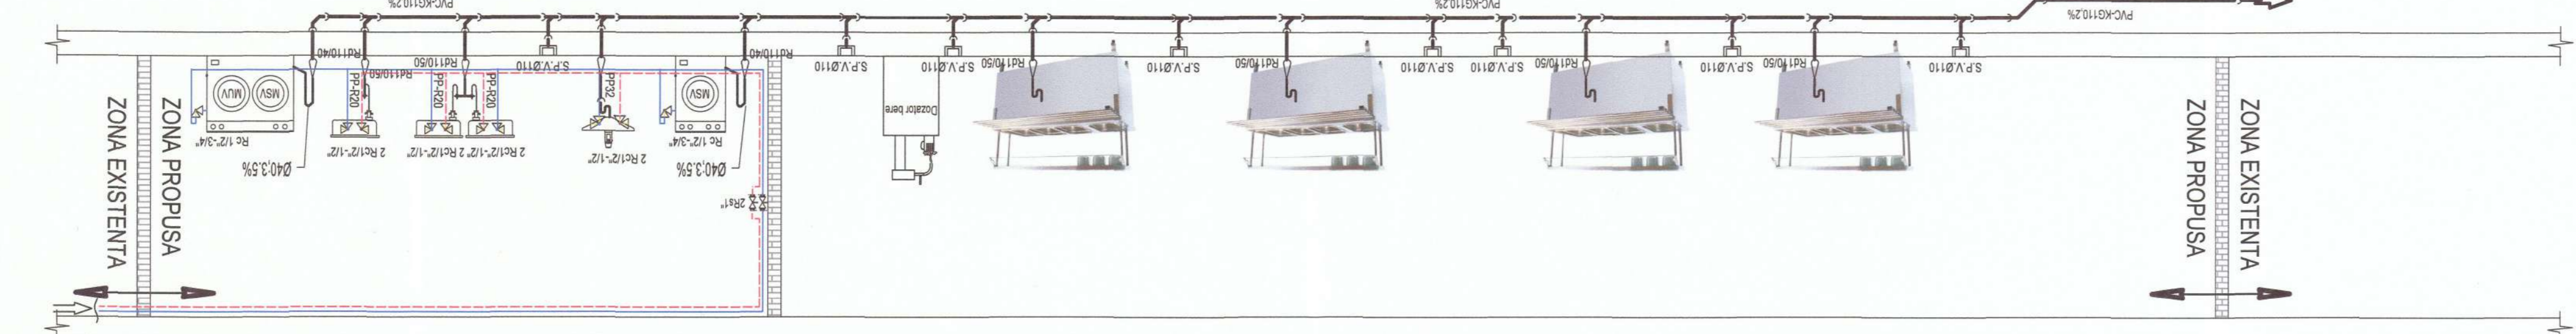 PVC-KG110.2%
PVC-KG110.2%
PVC-KG110,2%
Rd110/40
Rd110/50
Rd110/50
S.P.V.Ø110
Rd110/40
S.P.V.Ø110
S.P.V.Ø110
Rd110/50
S.P.V.Ø110
Rd110/50
S.P.V.Ø110
S.P.V.Ø110
Rd110/50
S.P.V.Ø110
Rd110/50
S.P.V.Ø110
MUV
MSV
PP-R20
PP-R20
PP-R20
PP32
MSV
Dozator bere
Rc 1/2"-3/4"
2 Rc1/2"-1/2"
2 Rc1/2"-1/2"
2 Rc1/2"-1/2"
2 Rc1/2"-1/2"
Rc 1/2"-3/4"
Ø40:3.5%
Ø40:3.5%
2Rs1"
ZONA EXISTENTA
ZONA PROPUSA
ZONA PROPUSA
ZONA EXISTENTA